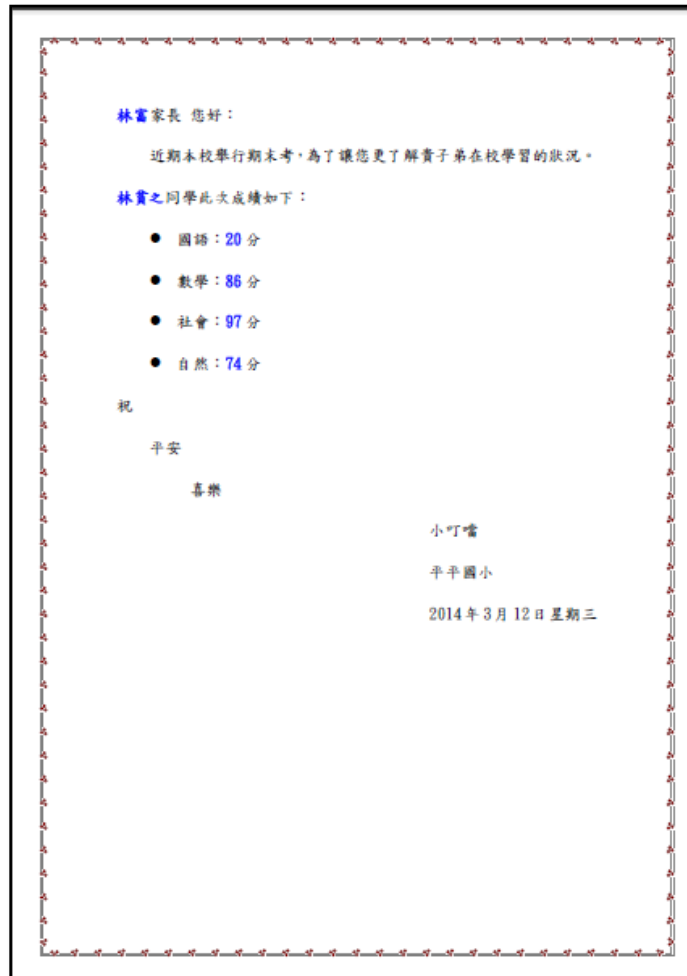 林富家長 您好：
近期本校舉行期末考，為了讓您更了解貴子弟在校學習的狀況。
林貧之同學此次成績如下：
● 國語：20 分
● 數學：86 分
● 社會：97 分
● 自然：74 分
祝
平安
喜樂
小叮噹
平平國小
2014 年 3 月 12 日星期三